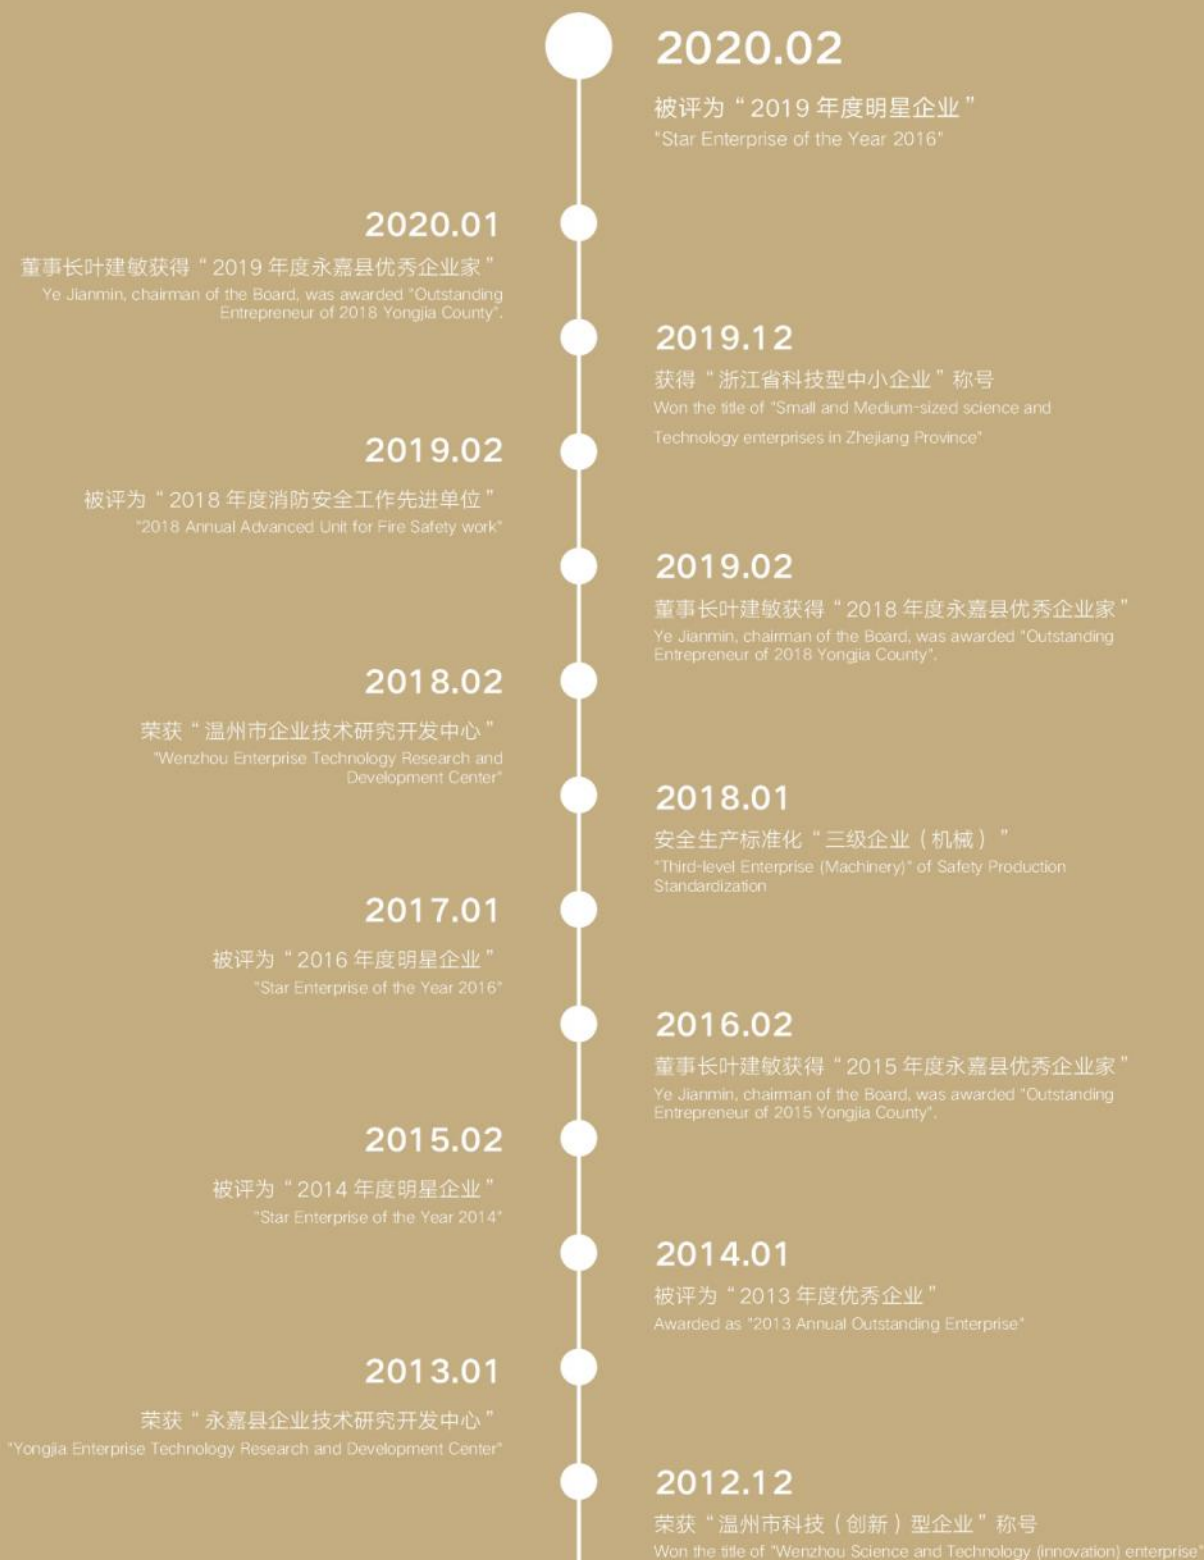 2020.02
被评为“2019 年度明星企业”
"Star Enterprise of the Year 2016"
2020.01
董事长叶建敏获得“2019 年度永嘉县优秀企业家”
Ye Jianmin, chairman of the Board, was awarded "Outstanding
Entrepreneur of 2018 Yongjia County".
2019.12
获得“浙江省科技型中小企业”称号
Won the title of "Small and Medium-sized science and
Technology enterprises in Zhejiang Province"
2019.02
被评为“2018 年度消防安全工作先进单位”
"2018 Annual Advanced Unit for Fire Safety work"
2019.02
董事长叶建敏获得“2018 年度永嘉县优秀企业家”
Ye Jianmin, chairman of the Board, was awarded "Outstanding
Entrepreneur of 2018 Yongjia County".
2018.02
荣获“温州市企业技术研究开发中心”
"Wenzhou Enterprise Technology Research and
Development Center"
2018.01
安全生产标准化“三级企业（机械）”
"Third-level Enterprise (Machinery)" of Safety Production
Standardization
2017.01
被评为“2016 年度明星企业”
"Star Enterprise of the Year 2016"
2016.02
董事长叶建敏获得“2015 年度永嘉县优秀企业家”
Ye Jianmin, chairman of the Board, was awarded "Outstanding
Entrepreneur of 2015 Yongjia County".
2015.02
被评为“2014 年度明星企业”
"Star Enterprise of the Year 2014"
2014.01
被评为“2013 年度优秀企业”
Awarded as "2013 Annual Outstanding Enterprise"
2013.01
荣获“永嘉县企业技术研究开发中心”
"Yongjia Enterprise Technology Research and Development Center"
2012.12
荣获“温州市科技（创新）型企业”称号
Won the title of "Wenzhou Science and Technology (innovation) enterprise"